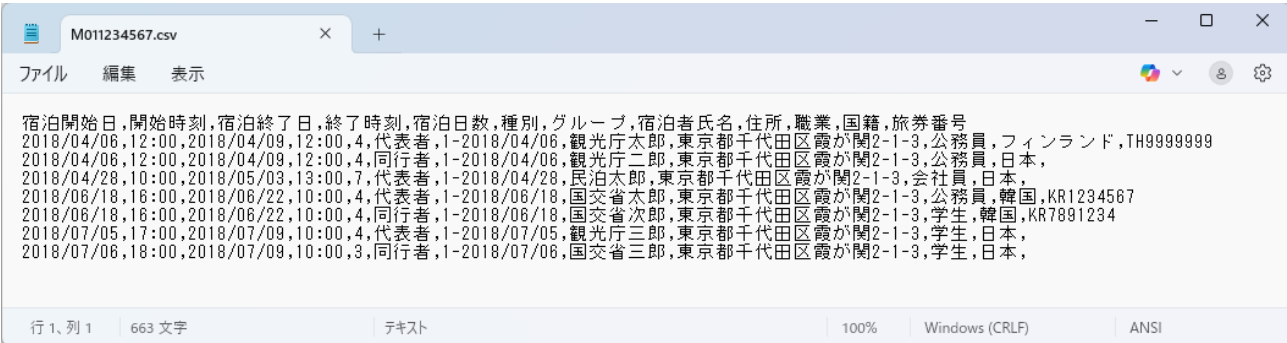 M011234567.csv
ファイル 編集 表示
宿泊開始日,開始時刻,宿泊終了日,終了時刻,宿泊日数,種別,グループ,宿泊者氏名,住所,職業,国籍,旅券番号
2018/04/06,12:00,2018/04/09,12:00,4,代表者,1-2018/04/06,観光庁太郎,東京都千代田区霞が関2-1-3,公務員,フィンランド,TH9999999
2018/04/06,12:00,2018/04/09,12:00,4,同行者,1-2018/04/06,観光庁二郎,東京都千代田区霞が関2-1-3,公務員,日本,
2018/04/28,10:00,2018/05/03,13:00,7,代表者,1-2018/04/28,民泊太郎,東京都千代田区霞が関2-1-3,会社員,日本,
2018/06/18,16:00,2018/06/22,10:00,4,代表者,1-2018/06/18,国交省太郎,東京都千代田区霞が関2-1-3,公務員,韓国,KR1234567
2018/06/18,16:00,2018/06/22,10:00,4,同行者,1-2018/06/18,国交省次郎,東京都千代田区霞が関2-1-3,学生,韓国,KR7891234
2018/07/05,17:00,2018/07/09,10:00,4,代表者,1-2018/07/05,観光庁三郎,東京都千代田区霞が関2-1-3,学生,日本,
2018/07/06,18:00,2018/07/09,10:00,3,同行者,1-2018/07/06,国交省三郎,東京都千代田区霞が関2-1-3,学生,日本,
行 1、列 1 663 文字 テキスト 100% Windows (CRLF) ANSI